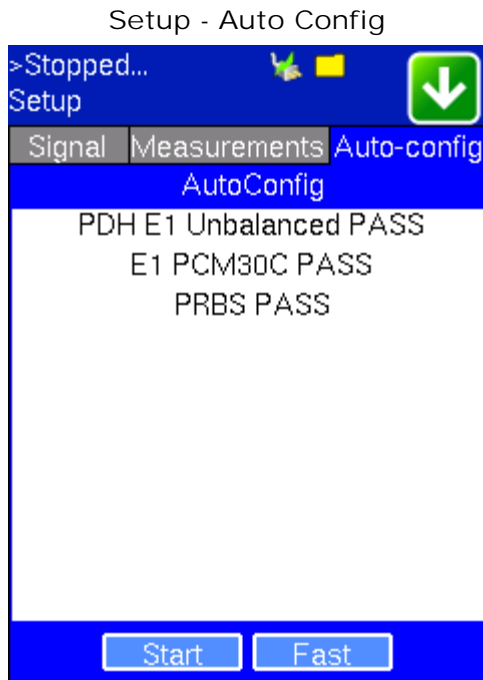 Setup - Auto Config
>Stopped...
Setup
Signal Measurements Auto-config
AutoConfig
PDH E1 Unbalanced PASS
E1 PCM30C PASS
PRBS PASS
Start Fast